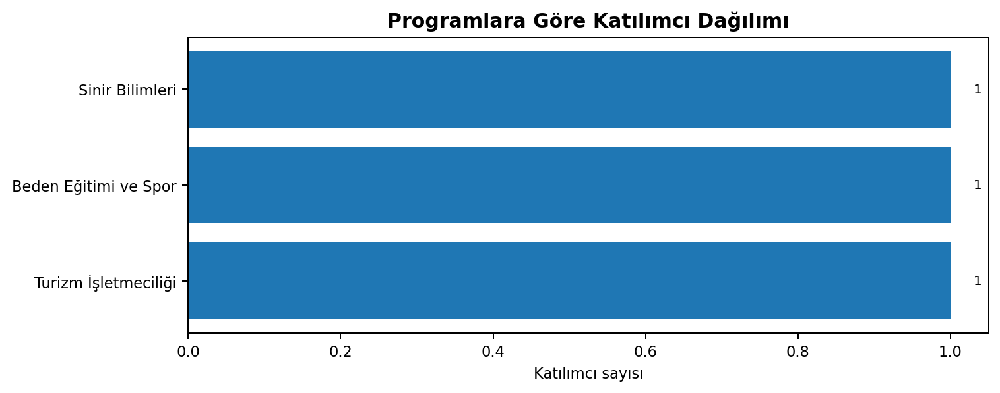 Programlara Göre Katılımcı Dağılımı
Sinir Bilimleri 1
Beden Eğitimi ve Spor 1
Turizm İşletmeciliği 1
0.0 0.2 0.4 0.6 0.8 1.0
Katılımcı sayısı